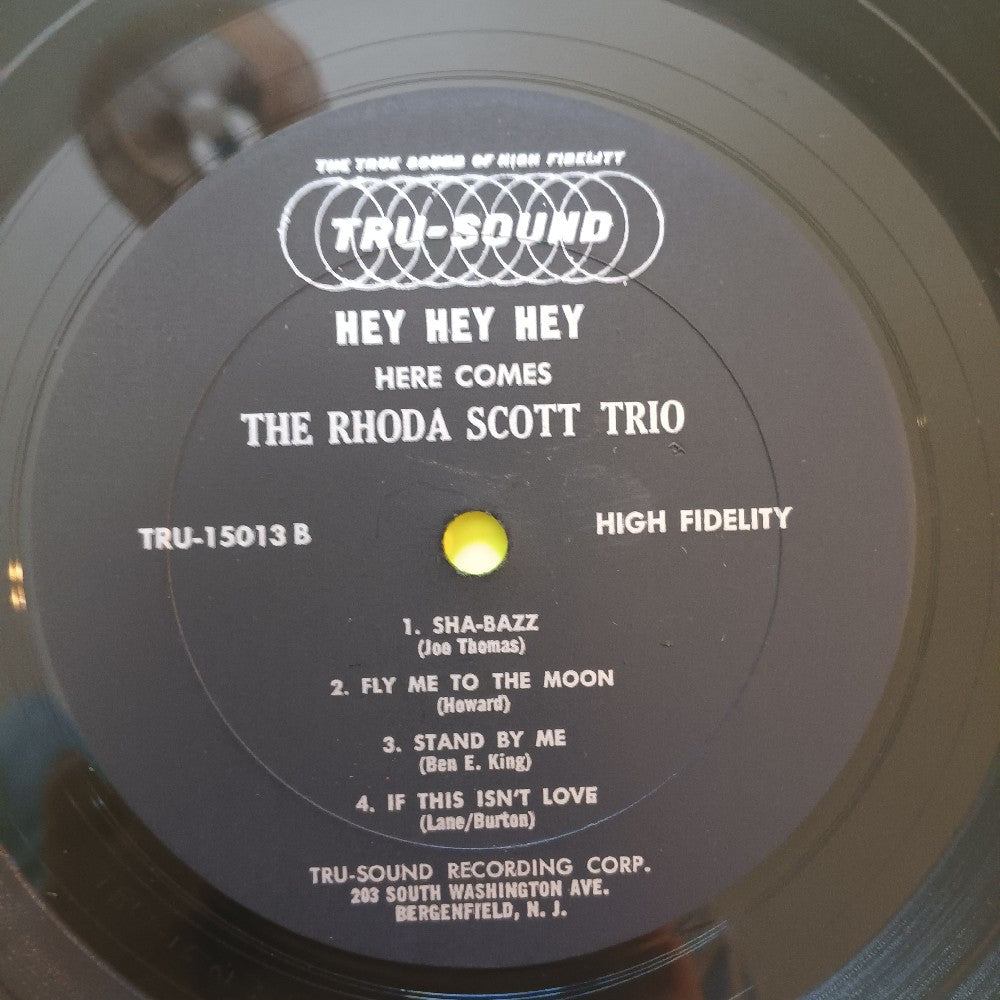 THE TRUE SOUND OF HIGH FIDELITY
TRU-SOUND
HEY HEY HEY
HERE COMES
THE RHODA SCOTT TRIO
TRU-15013 B
HIGH FIDELITY
1. SHA-BAZZ
(Joe Thomas)
2. FLY ME TO THE MOON
(Howard)
3. STAND BY ME
(Ben E. King)
4. IF THIS ISN'T LOVE
(Lane/Burton)
TRU-SOUND RECORDING CORP.
203 SOUTH WASHINGTON AVE.
BERGENFIELD, N. J.